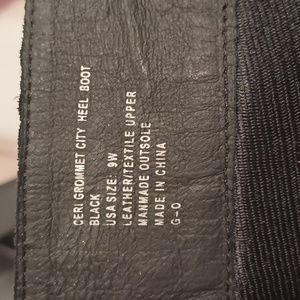 CERI GROMMET CITY HEEL BOOT
BLACK
USA SIZE: 9W
LEATHER/TEXTILE UPPER
MANMADE OUTSOLE
MADE IN CHINA
G-O